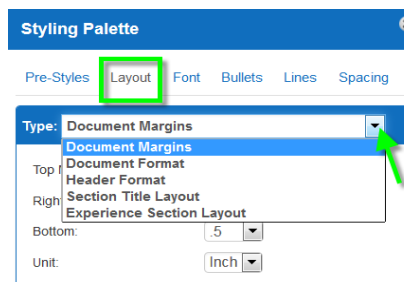 Styling Palette
Pre-Styles Layout Font Bullets Lines Spacing
Type: Document Margins
Document Margins
Document Format
Top
Header Format
Section Title Layout
Experience Section Layout
Bottom: .5
Unit: Inch